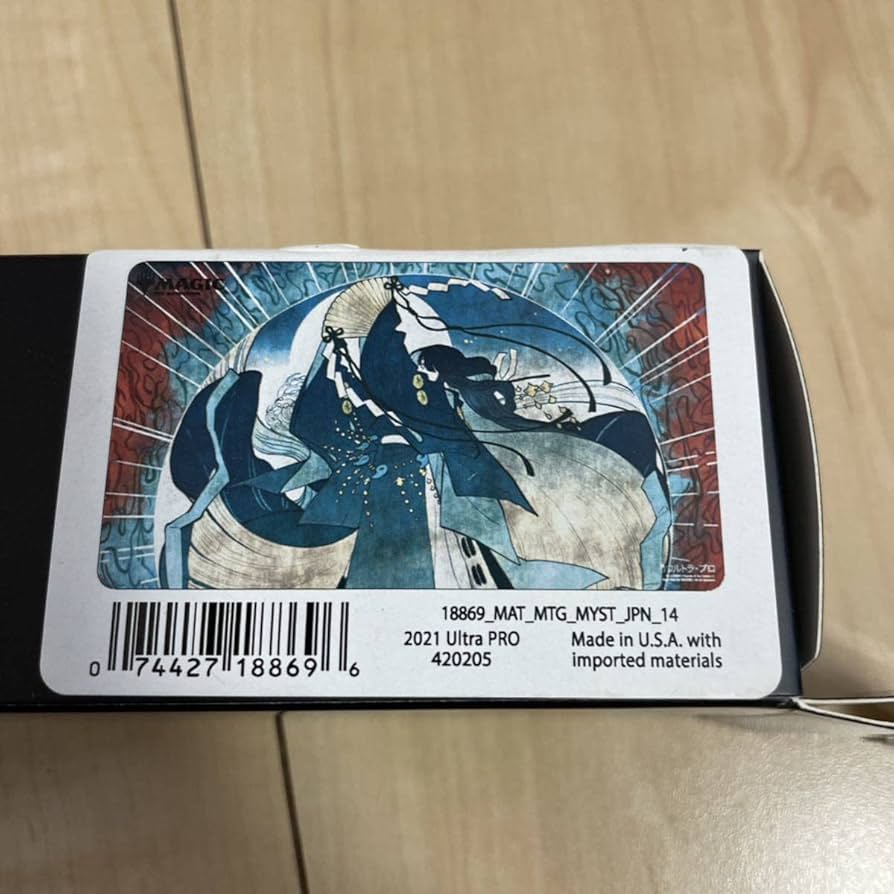 MAGIC
ウルトラ・プロ
18869_MAT_MTG_MYST_JPN_14
2021 Ultra PRO
420205
Made in U.S.A. with
imported materials
0 74427 18869 6